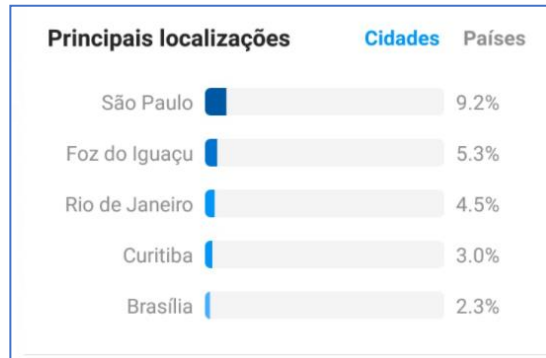 Principais localizações Cidades Países
São Paulo 9.2%
Foz do Iguaçu 5.3%
Rio de Janeiro 4.5%
Curitiba 3.0%
Brasília 2.3%